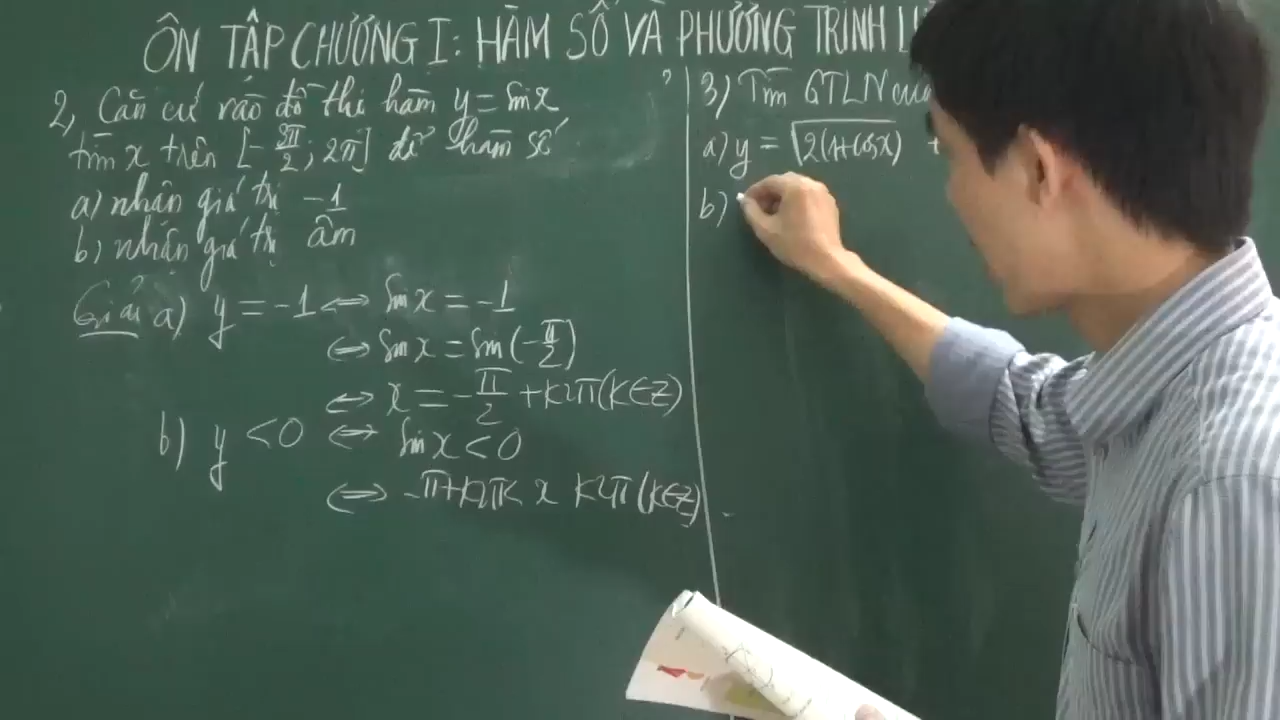 ÔN TẬP CHƯƠNG I: HÀM SỐ VÀ PHƯƠNG TRÌNH
2, Căn cứ vào đồ thị hàm y = sin x
tìm x trên [-3π/2; 2π] để hàm số
a) nhận giá trị -1
b) nhận giá trị âm
Giải a) y = -1 ⇔ sin x = -1
⇔ sin x = sin(-π/2)
⇔ x = -π/2 + k2π (k∈Z)
b) y < 0 ⇔ sin x < 0
⇔ -π + k2π < x k2π (k∈Z)
3) Tìm GTLN của
a) y = √2(1+cosx) +
b)